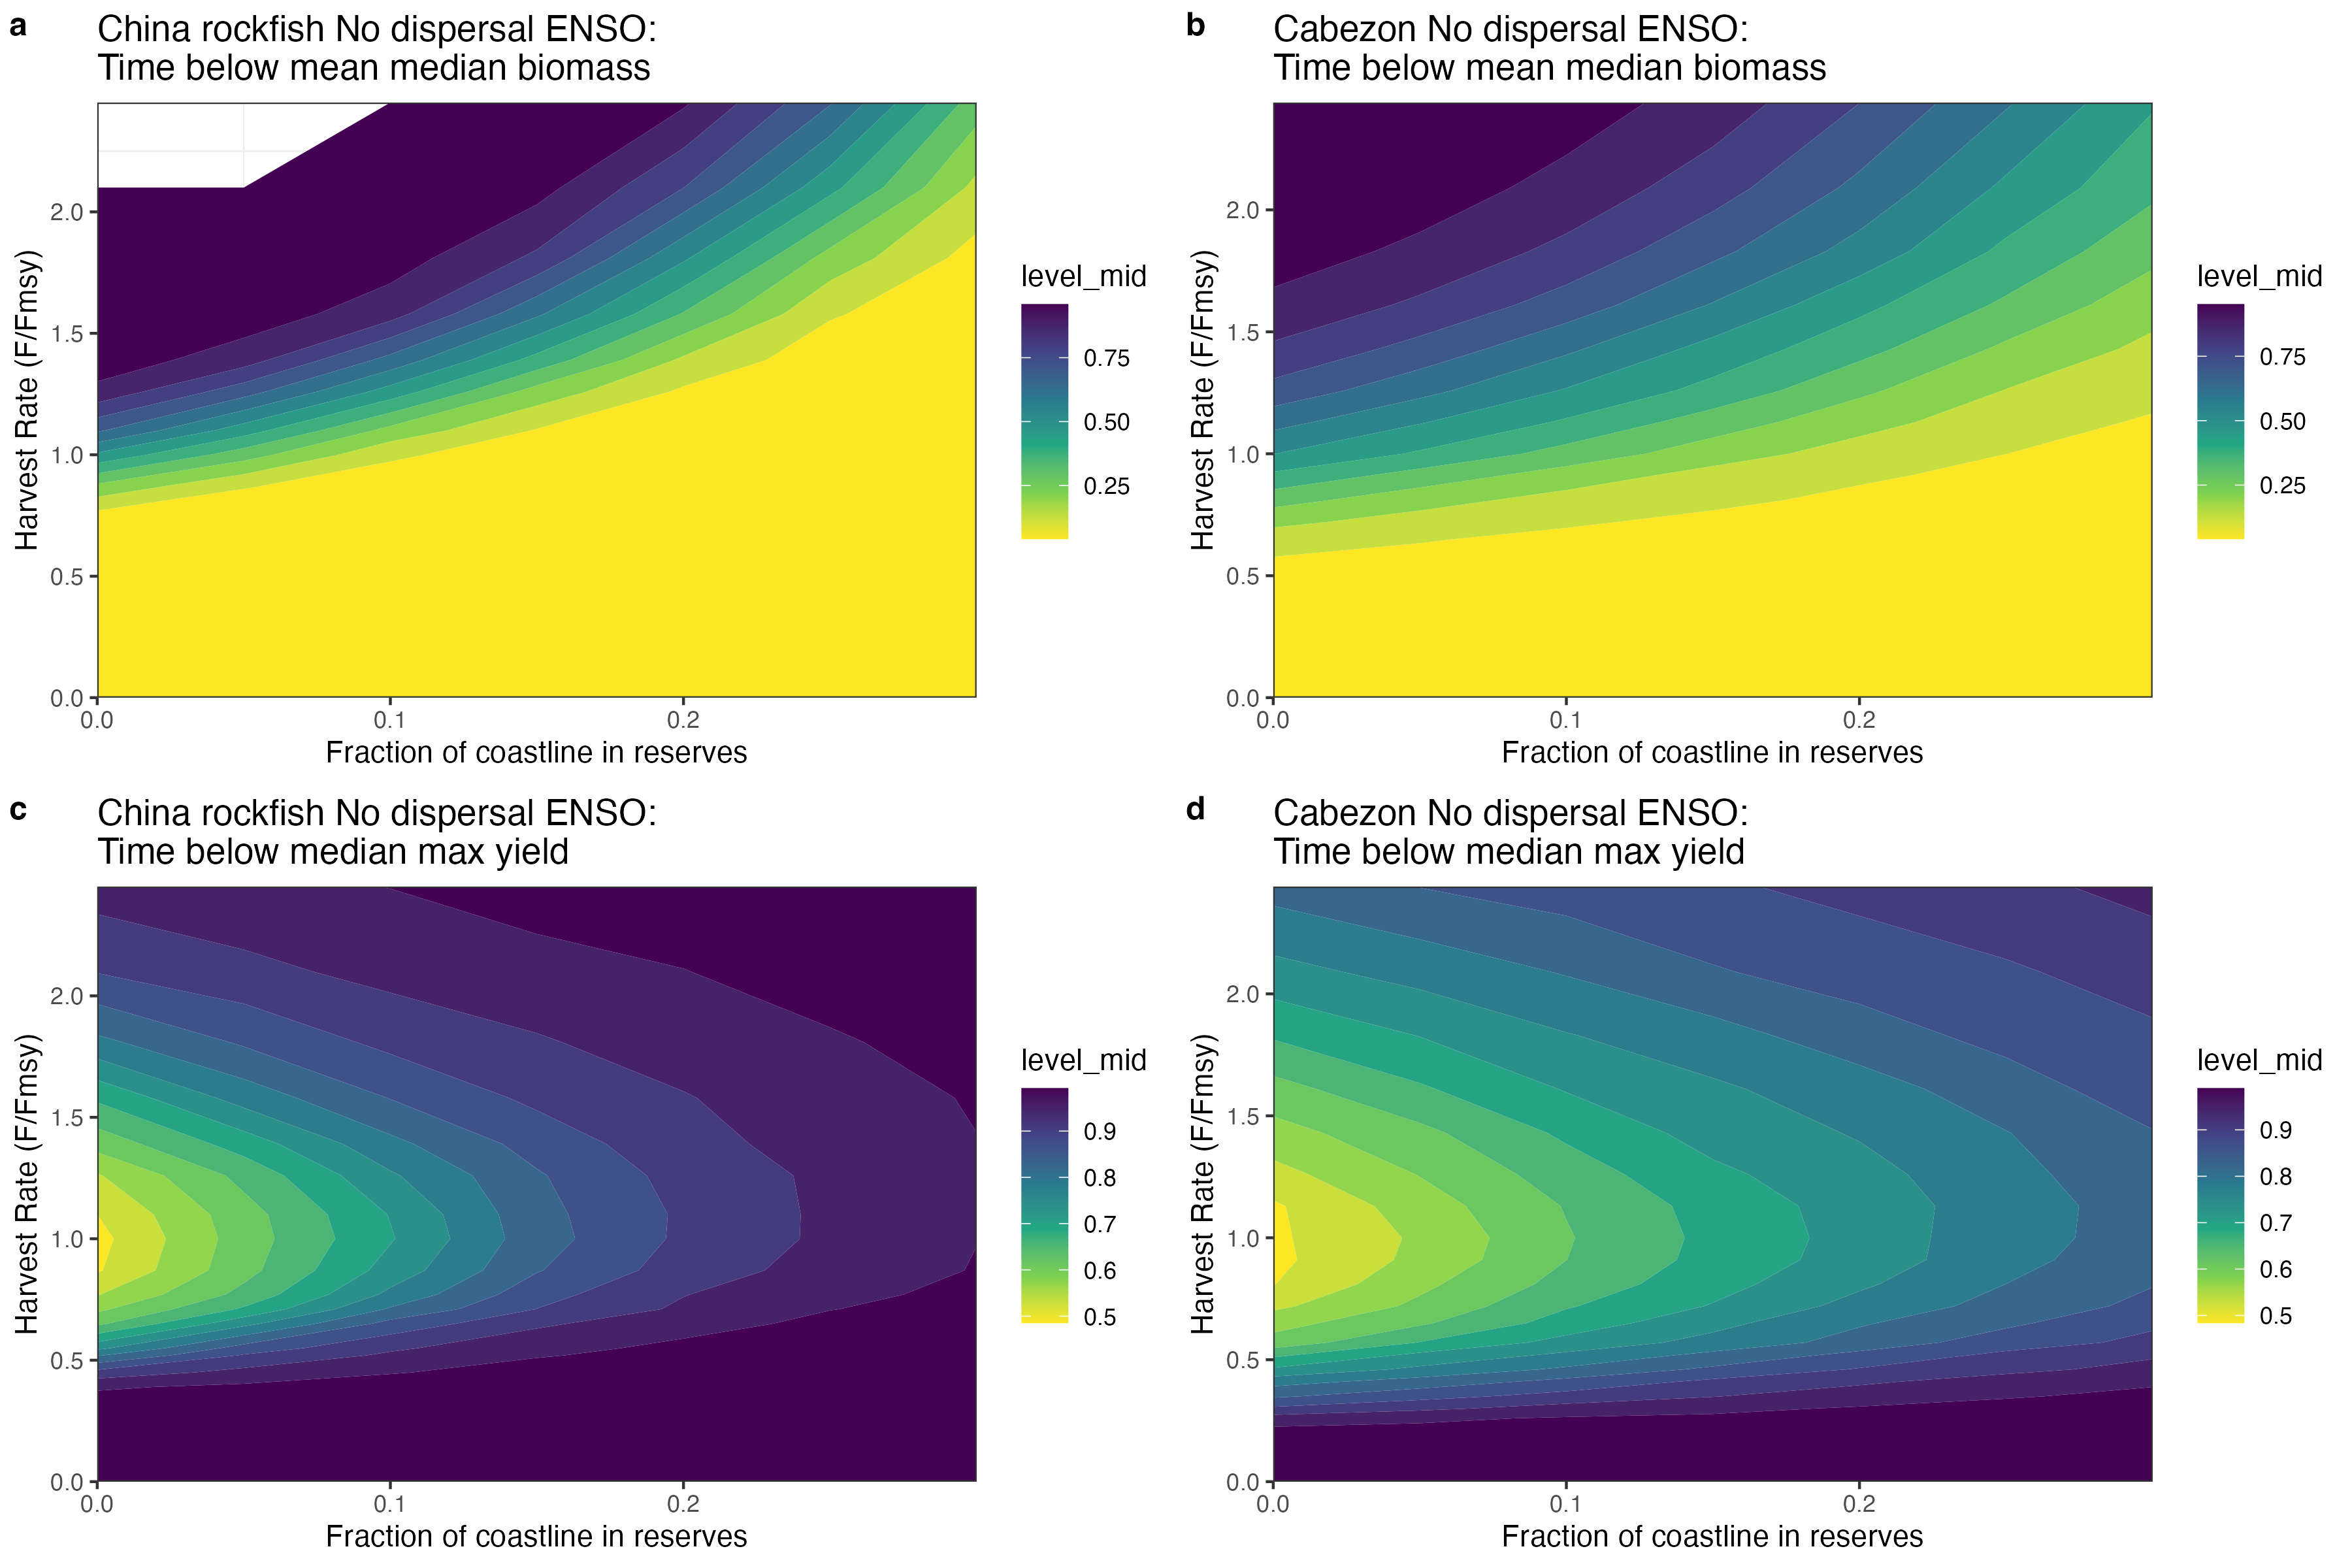 a
China rockfish No dispersal ENSO:
Time below mean median biomass
Harvest Rate (F/Fmsy)
2.0
1.5
1.0
0.5
0.0
0.0 0.1 0.2
Fraction of coastline in reserves
level_mid
0.75
0.50
0.25
b
Cabezon No dispersal ENSO:
Time below mean median biomass
Harvest Rate (F/Fmsy)
2.0
1.5
1.0
0.5
0.0
0.0 0.1 0.2
Fraction of coastline in reserves
level_mid
0.75
0.50
0.25
c
China rockfish No dispersal ENSO:
Time below median max yield
Harvest Rate (F/Fmsy)
2.0
1.5
1.0
0.5
0.0
0.0 0.1 0.2
Fraction of coastline in reserves
level_mid
0.9
0.8
0.7
0.6
0.5
d
Cabezon No dispersal ENSO:
Time below median max yield
Harvest Rate (F/Fmsy)
2.0
1.5
1.0
0.5
0.0
0.0 0.1 0.2
Fraction of coastline in reserves
level_mid
0.9
0.8
0.7
0.6
0.5